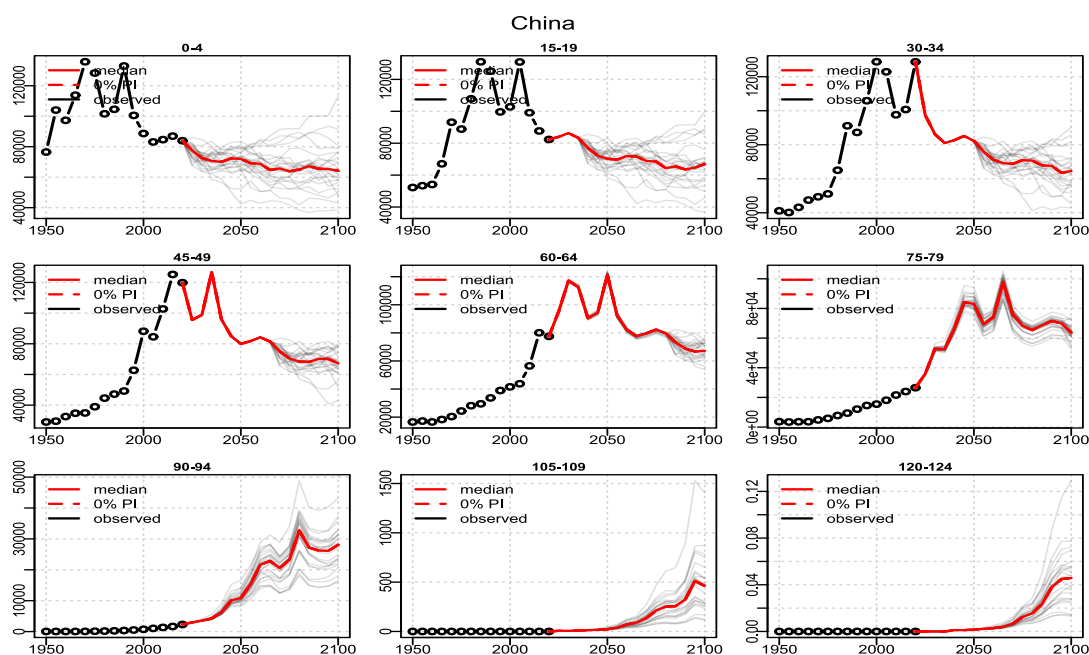 China
0-4
15-19
30-34
median
0% PI
observed
median
0% PI
observed
median
0% PI
observed
40000 80000 120000
40000 80000 120000
40000 80000 120000
1950 2000 2050 2100
1950 2000 2050 2100
1950 2000 2050 2100
45-49
60-64
75-79
median
0% PI
observed
median
0% PI
observed
median
0% PI
observed
40000 80000 120000
20000 60000 100000
0e+00 4e+04 8e+04
1950 2000 2050 2100
1950 2000 2050 2100
1950 2000 2050 2100
90-94
105-109
120-124
median
0% PI
observed
median
0% PI
observed
median
0% PI
observed
0 10000 30000 50000
0 500 1000 1500
0.00 0.04 0.08 0.12
1950 2000 2050 2100
1950 2000 2050 2100
1950 2000 2050 2100